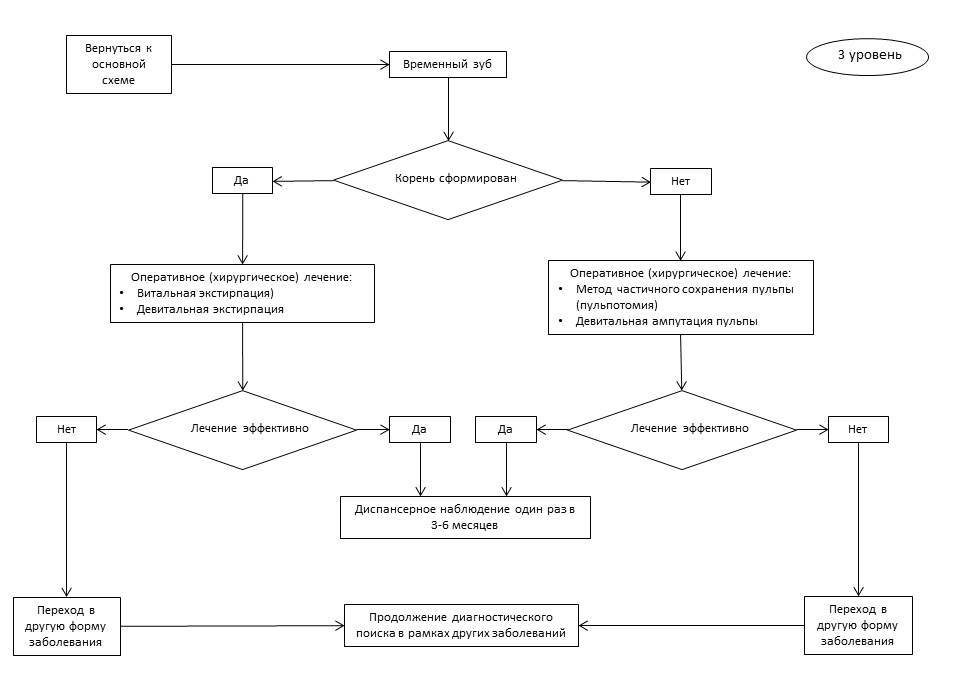 Вернуться к
основной
схеме
Временный зуб
3 уровень
Корень сформирован
Да
Нет
Оперативное (хирургическое) лечение:
• Витальная экстирпация)
• Девитальная экстирпация
Оперативное (хирургическое) лечение:
• Метод частичного сохранения пульпы
(пульпотомия)
• Девитальная ампутация пульпы
Нет
Лечение эффективно
Да
Да
Лечение эффективно
Нет
Диспансерное наблюдение один раз в
3-6 месяцев
Переход в
другую форму
заболевания
Продолжение диагностического
поиска в рамках других заболеваний
Переход в
другую форму
заболевания